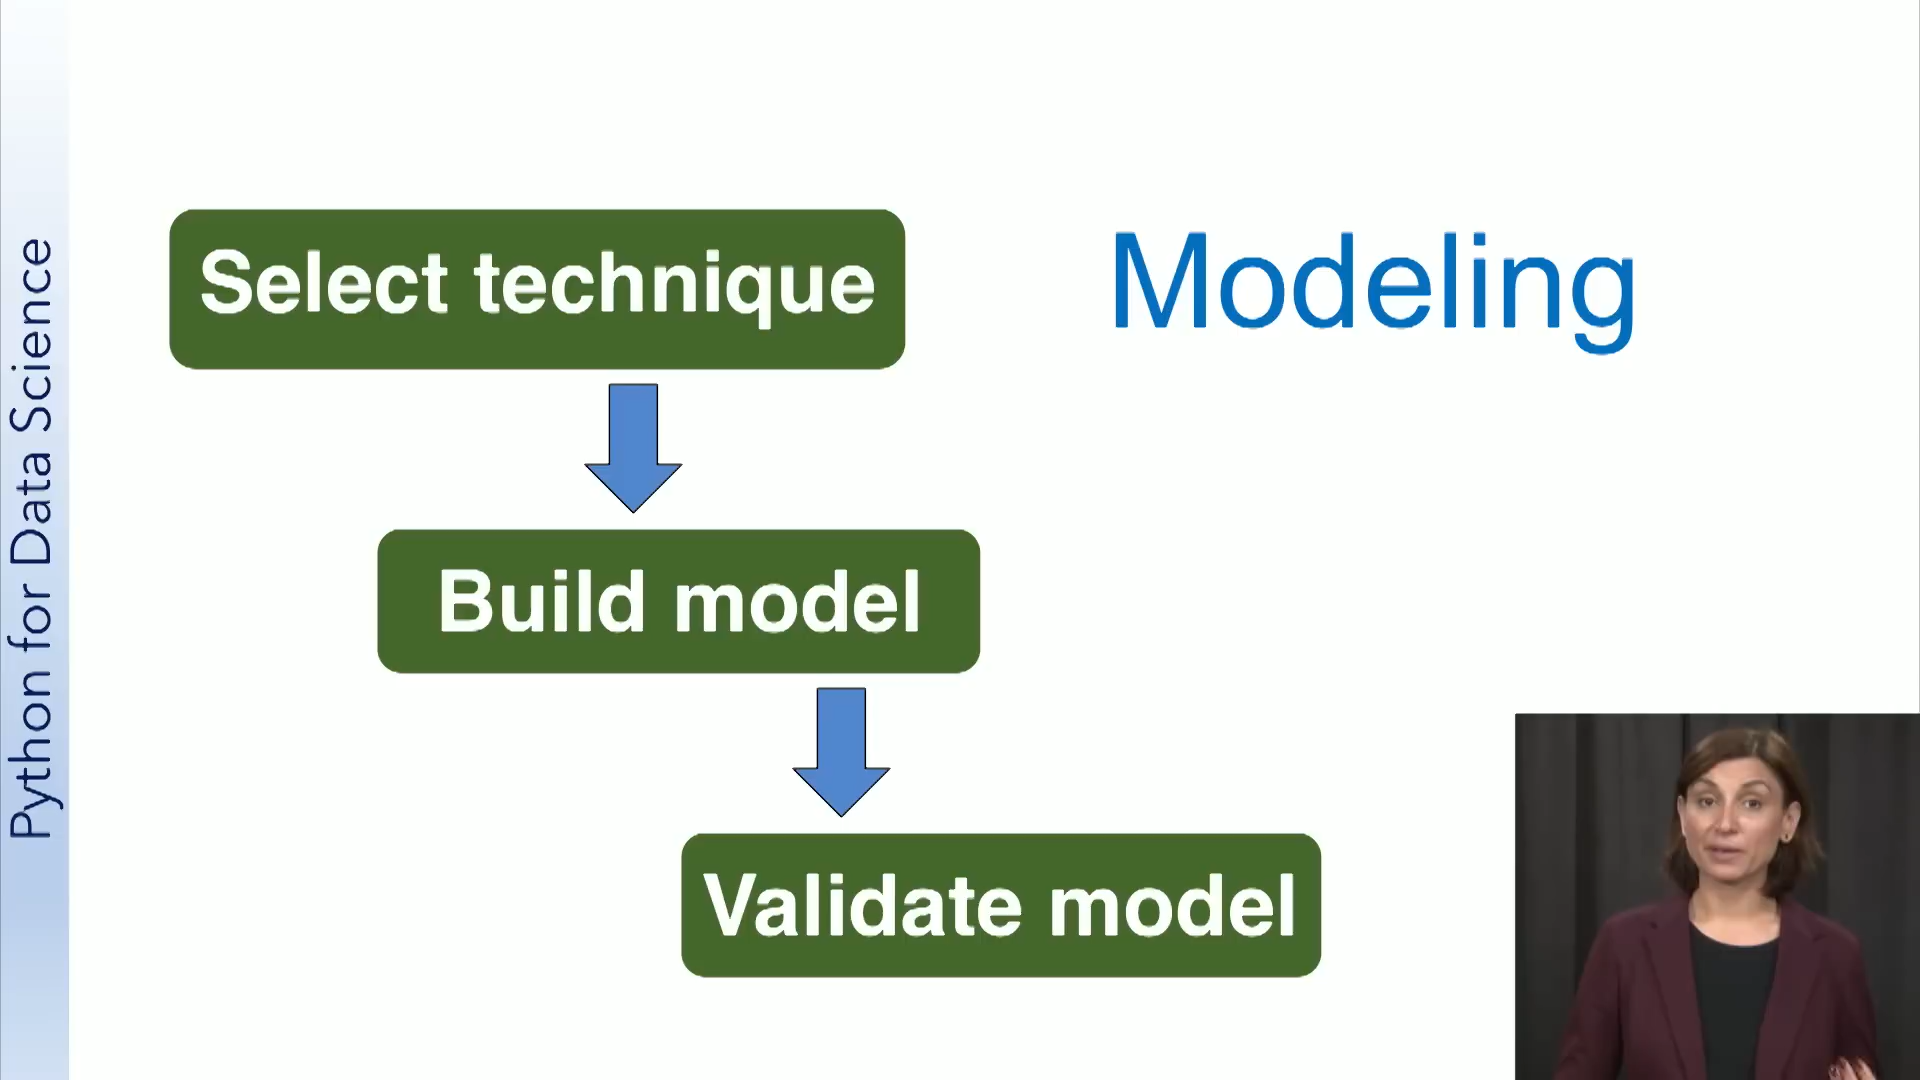 Python for Data Science
Select technique
Modeling
Build model
Validate model